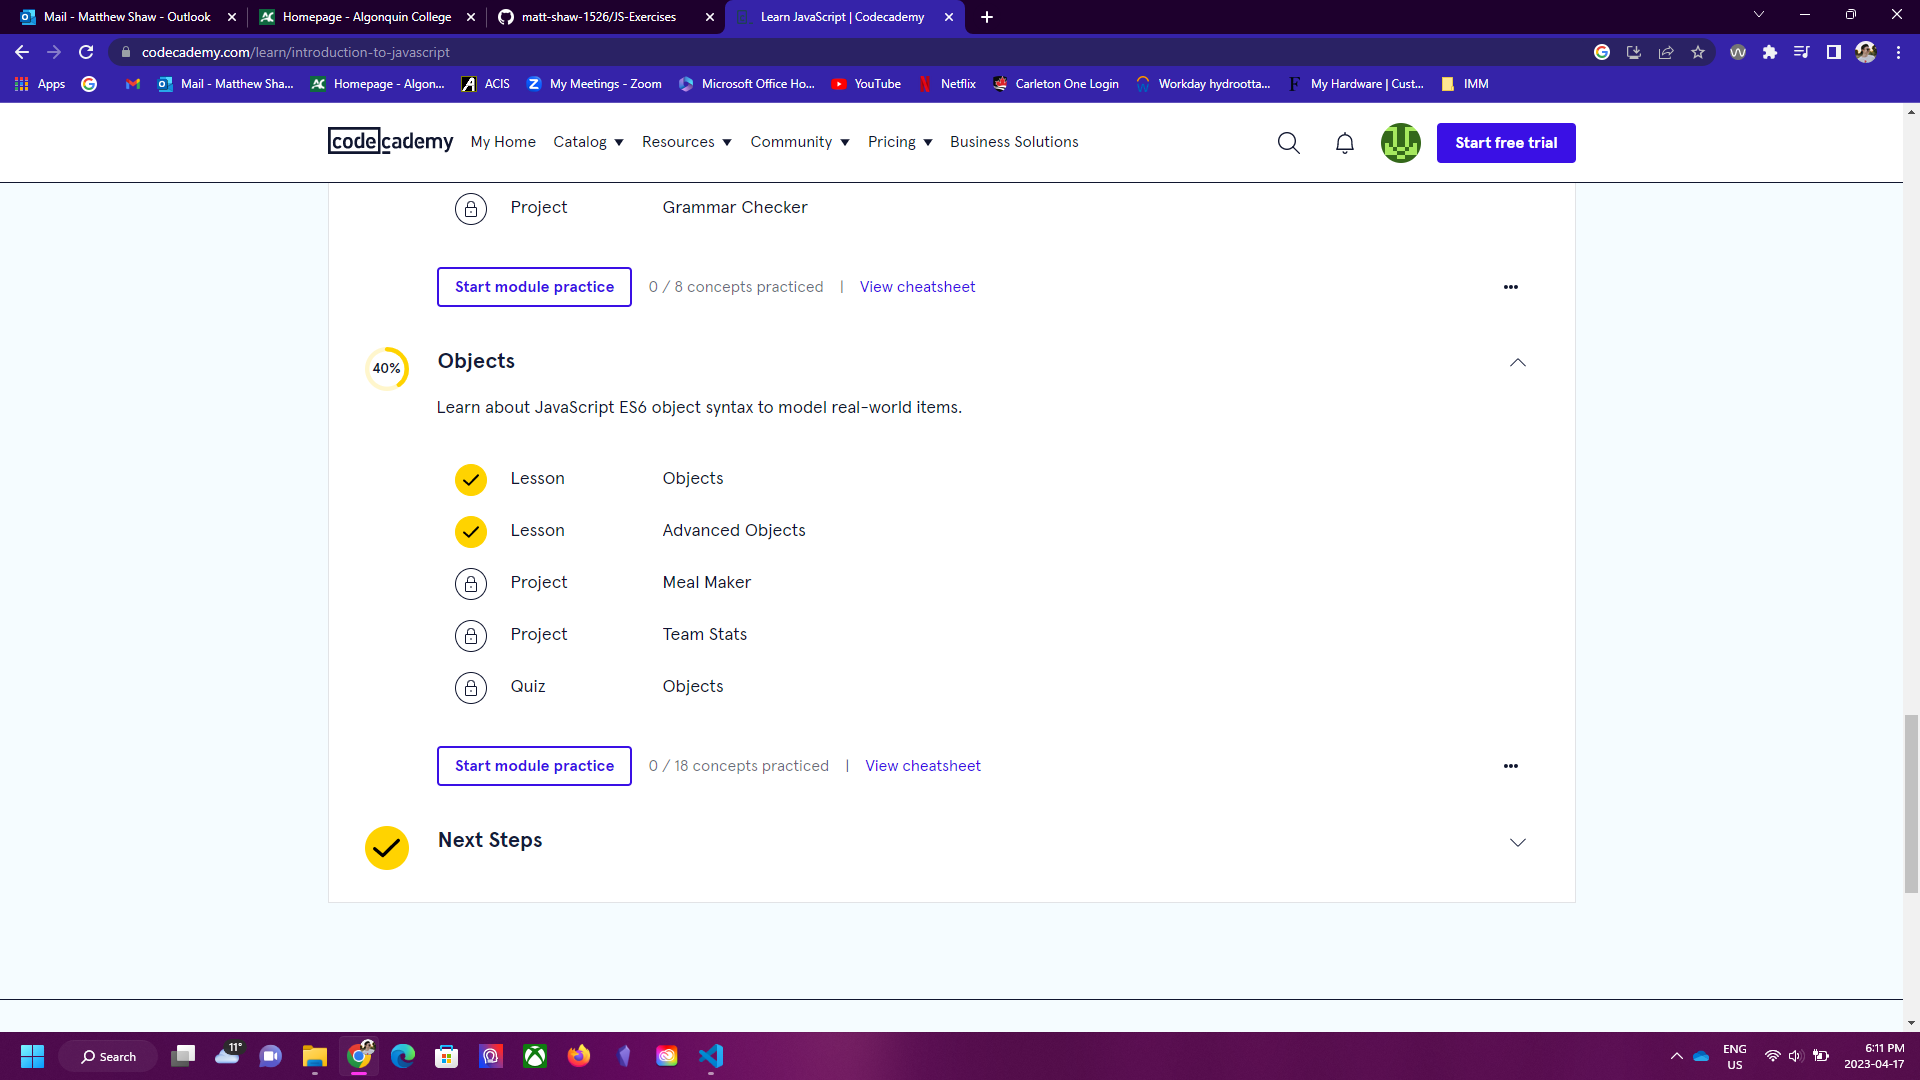 Mail - Matthew Shaw - Outlook
Homepage - Algonquin College
matt-shaw-1526/JS-Exercises
Learn JavaScript | Codecademy
codecademy.com/learn/introduction-to-javascript
Apps
Mail - Matthew Sha...
Homepage - Algon...
ACIS
My Meetings - Zoom
Microsoft Office Ho...
YouTube
Netflix
Carleton One Login
Workday hydrootta...
My Hardware | Cust...
IMM
codecademy
My Home
Catalog
Resources
Community
Pricing
Business Solutions
Start free trial
Project Grammar Checker
Start module practice 0 / 8 concepts practiced | View cheatsheet
40% Objects
Learn about JavaScript ES6 object syntax to model real-world items.
Lesson Objects
Lesson Advanced Objects
Project Meal Maker
Project Team Stats
Quiz Objects
Start module practice 0 / 18 concepts practiced | View cheatsheet
Next Steps
Search
11°
ENG
US
6:11 PM
2023-04-17